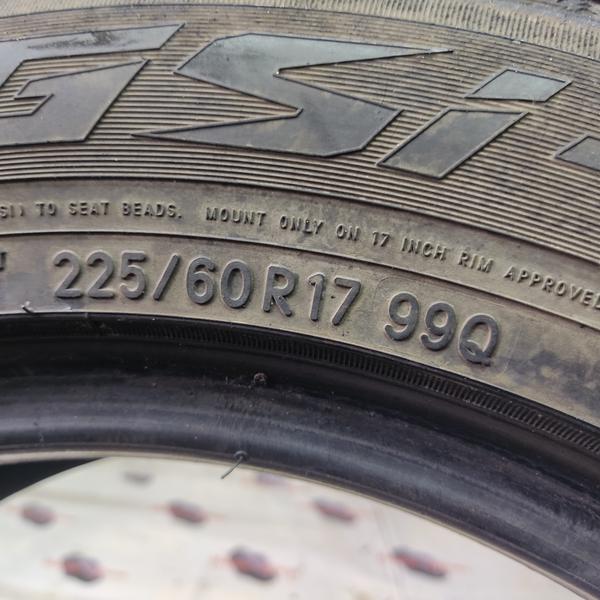 GSi-
SI) TO SEAT BEADS. MOUNT ONLY ON 17 INCH RIM APPROVED
T 225/60R17 99Q